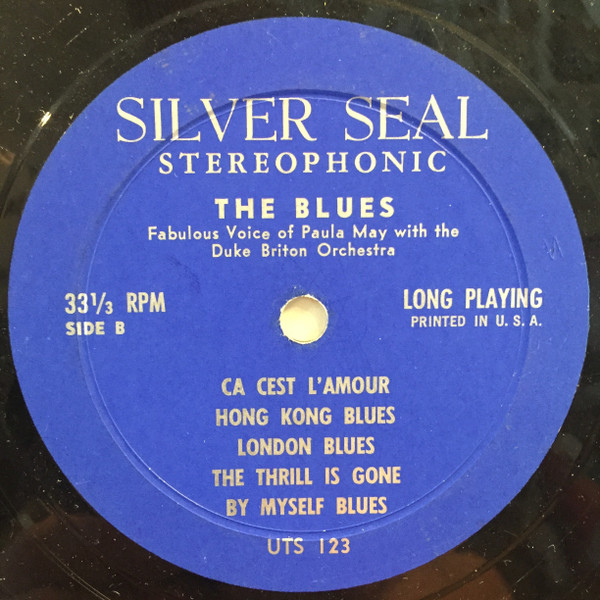 SILVER SEAL
STEREOPHONIC
THE BLUES
Fabulous Voice of Paula May with the
Duke Briton Orchestra
33 1/3 RPM
SIDE B
LONG PLAYING
PRINTED IN U. S. A.
CA CEST L'AMOUR
HONG KONG BLUES
LONDON BLUES
THE THRILL IS GONE
BY MYSELF BLUES
UTS 123